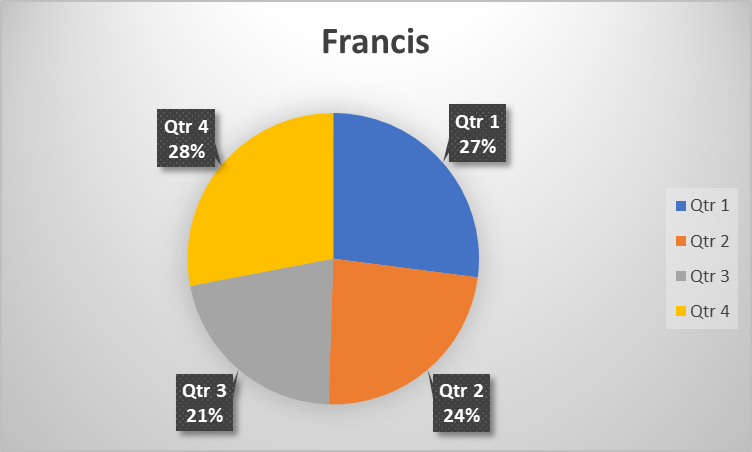 Francis
Qtr 4
28%
Qtr 1
27%
Qtr 1
Qtr 2
Qtr 3
Qtr 4
Qtr 3
21%
Qtr 2
24%